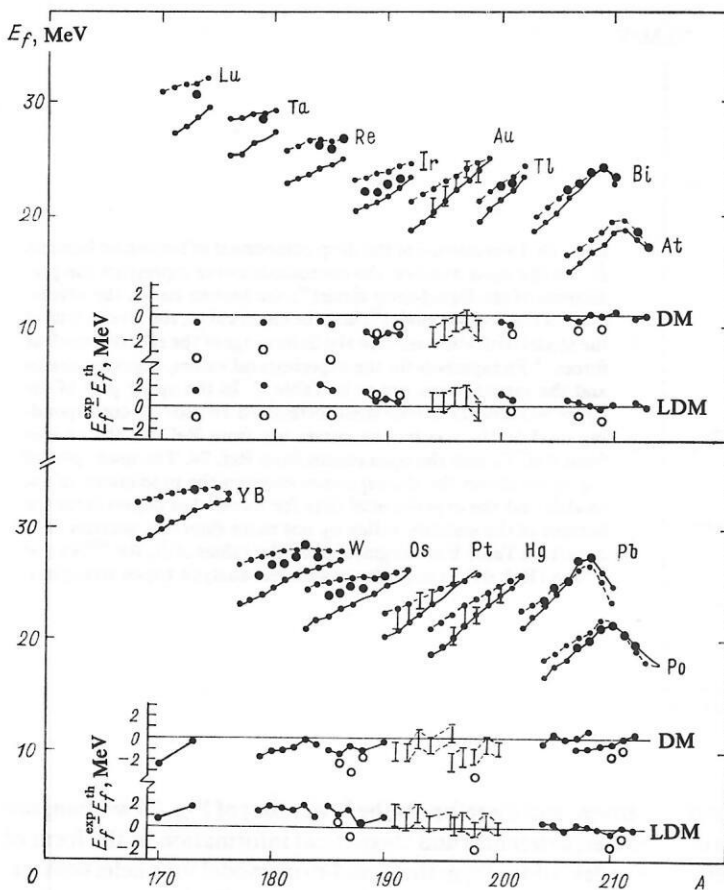 E_f, MeV
30
20
10
Lu
Ta
Re
Ir
Au
Tl
Bi
At
E_f^exp – E_f^th, MeV
2
0
-2
2
0
-2
DM
LDM
30
20
10
YB
W
Os
Pt
Hg
Pb
Po
E_f^exp – E_f^th, MeV
2
0
-2
2
0
-2
DM
LDM
0
170
180
190
200
210
A